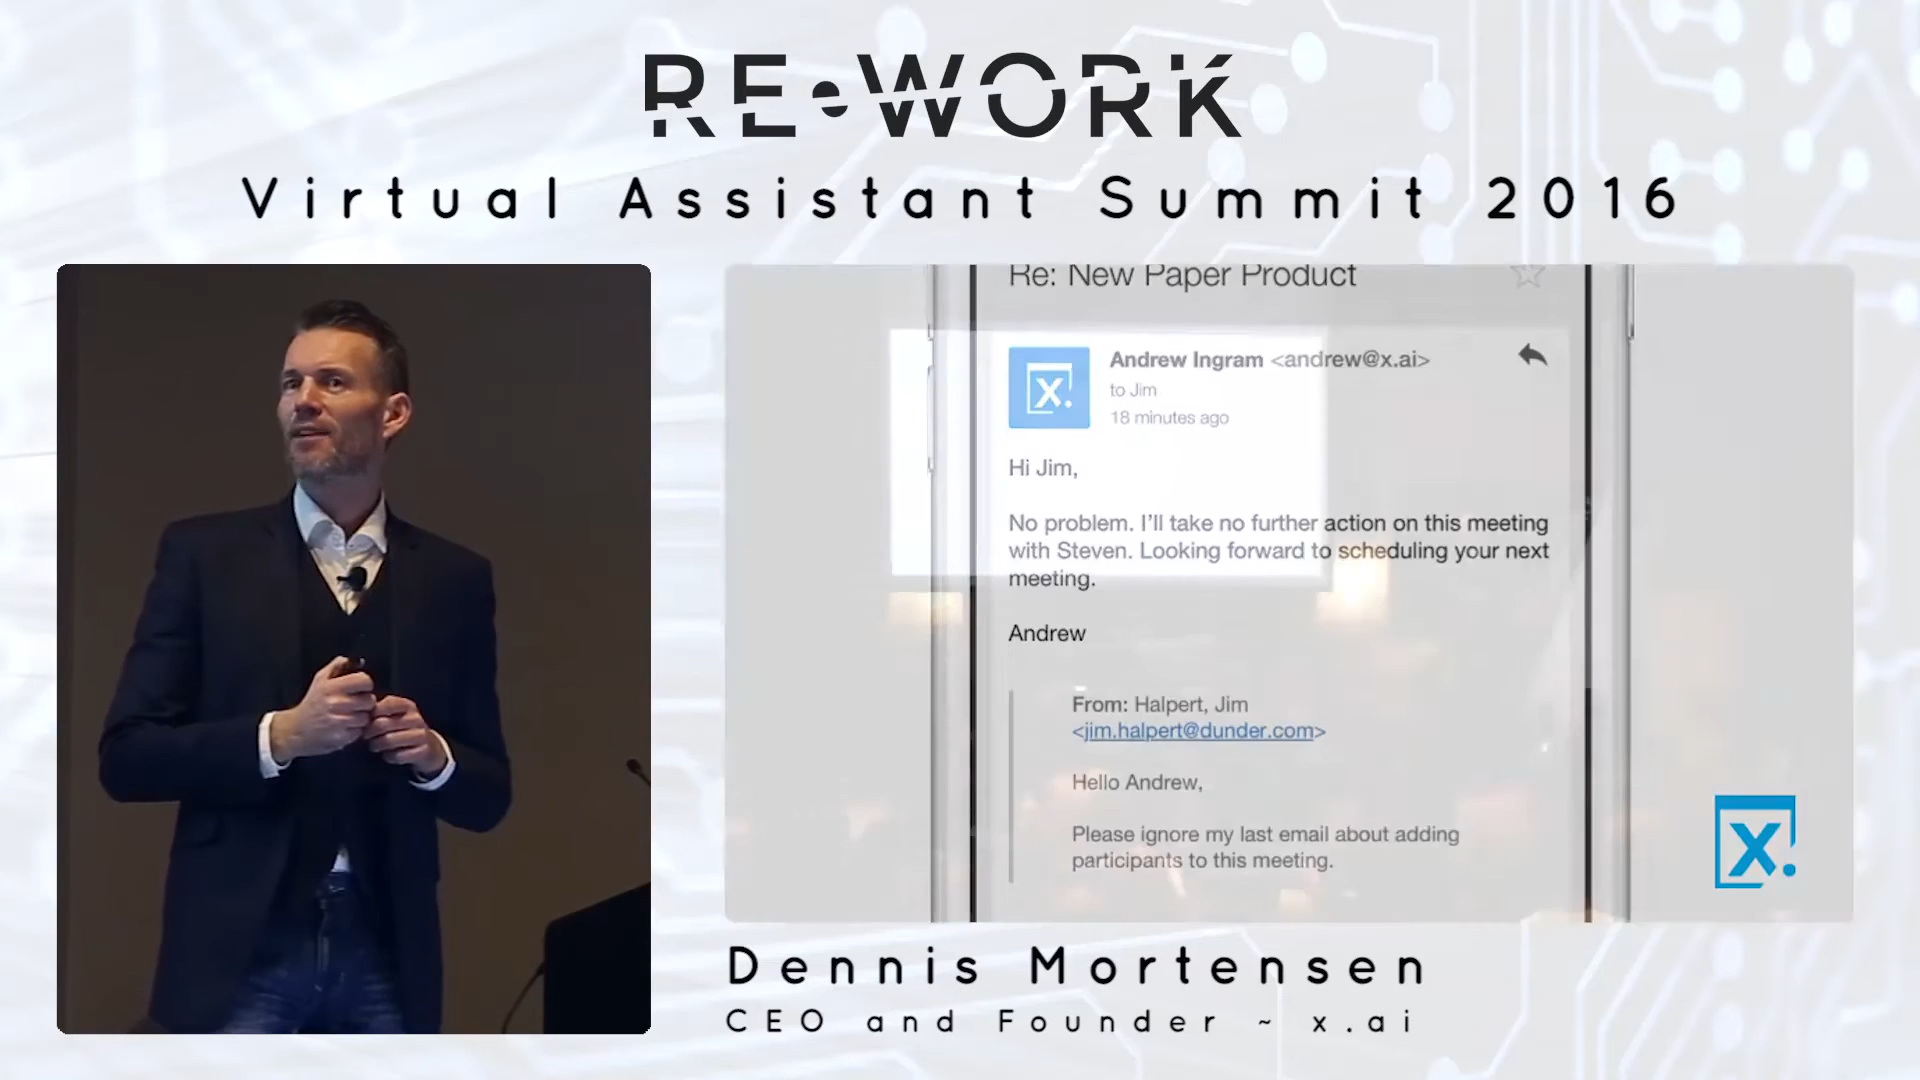 RE•WORK
Virtual Assistant Summit 2016
Re: New Paper Product
Andrew Ingram <andrew@x.ai>
to Jim
18 minutes ago
x.
Hi Jim,
No problem. I'll take no further action on this meeting
with Steven. Looking forward to scheduling your next
meeting.
Andrew
From: Halpert, Jim
<jim.halpert@dunder.com>
Hello Andrew,
Please ignore my last email about adding
participants to this meeting.
x.
Dennis Mortensen
CEO and Founder ~ x.ai